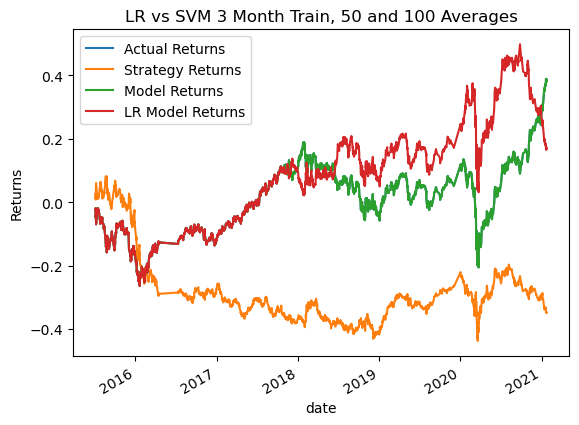 LR vs SVM 3 Month Train, 50 and 100 Averages
Actual Returns
Strategy Returns
Model Returns
LR Model Returns
Returns
0.4
0.2
0.0
−0.2
−0.4
2016
2017
2018
2019
2020
2021
date